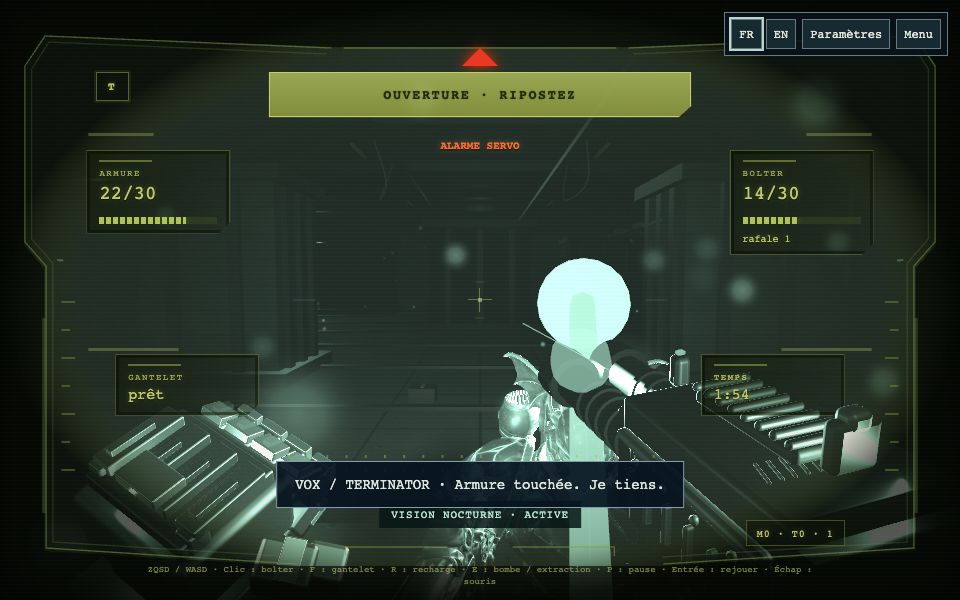 FR EN Paramètres Menu
T
OUVERTURE · RIPOSTEZ
ALARME SERVO
ARMURE
22/30
BOLTER
14/30
rafale 1
GANTELET
prêt
TEMPS
1:54
VOX / TERMINATOR · Armure touchée. Je tiens.
VISION NOCTURNE · ACTIVE
M0 · T0 · 1
ZQSD / WASD · Clic : bolter · F : gantelet · R : recharge · E : bombe / extraction · P : pause · Entrée : rejouer · Échap :
souris